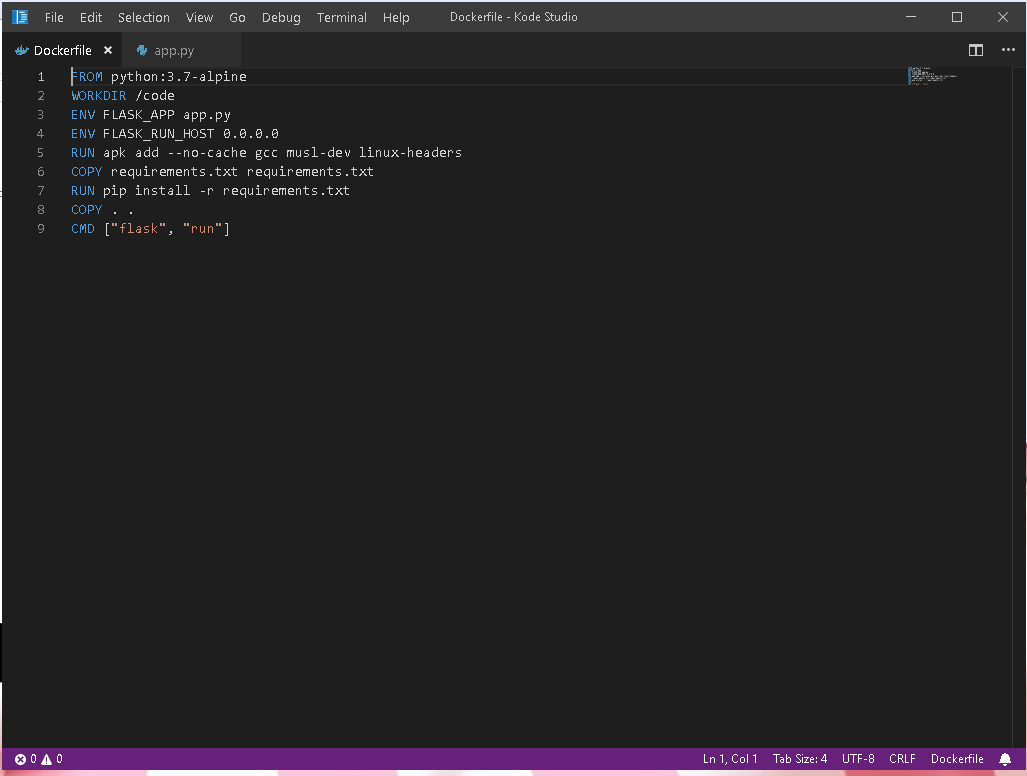 File Edit Selection View Go Debug Terminal Help Dockerfile - Kode Studio
Dockerfile app.py
1 FROM python:3.7-alpine
2 WORKDIR /code
3 ENV FLASK_APP app.py
4 ENV FLASK_RUN_HOST 0.0.0.0
5 RUN apk add --no-cache gcc musl-dev linux-headers
6 COPY requirements.txt requirements.txt
7 RUN pip install -r requirements.txt
8 COPY . .
9 CMD ["flask", "run"]
0 0 Ln 1, Col 1 Tab Size: 4 UTF-8 CRLF Dockerfile